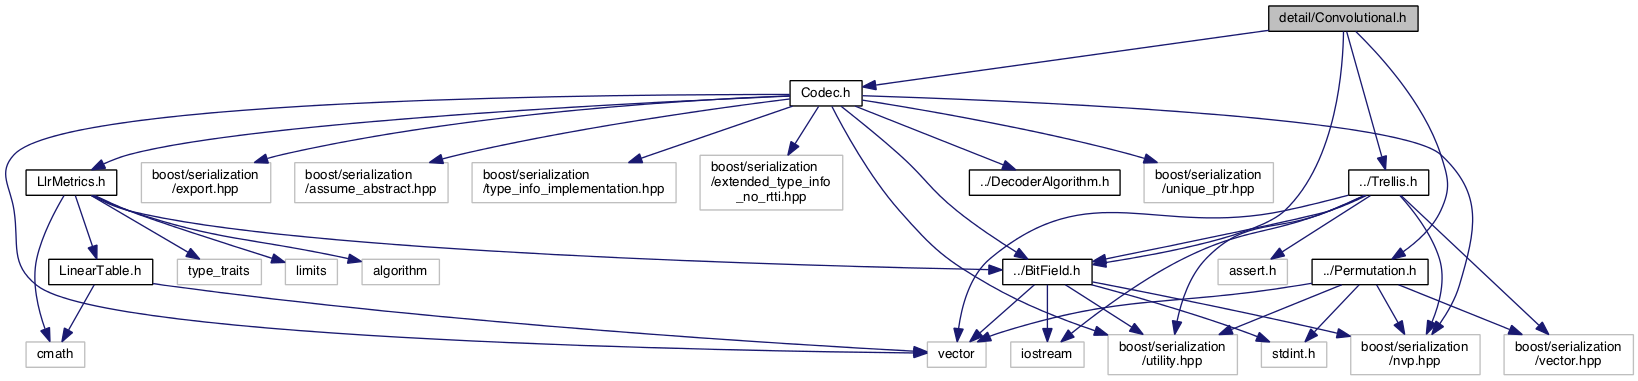 detail/Convolutional.h
Codec.h
LlrMetrics.h
boost/serialization
/export.hpp
boost/serialization
/assume_abstract.hpp
boost/serialization
/type_info_implementation.hpp
boost/serialization
/extended_type_info
_no_rtti.hpp
../DecoderAlgorithm.h
boost/serialization
/unique_ptr.hpp
../Trellis.h
LinearTable.h
type_traits
limits
algorithm
../BitField.h
assert.h
../Permutation.h
cmath
vector
iostream
boost/serialization
/utility.hpp
stdint.h
boost/serialization
/nvp.hpp
boost/serialization
/vector.hpp